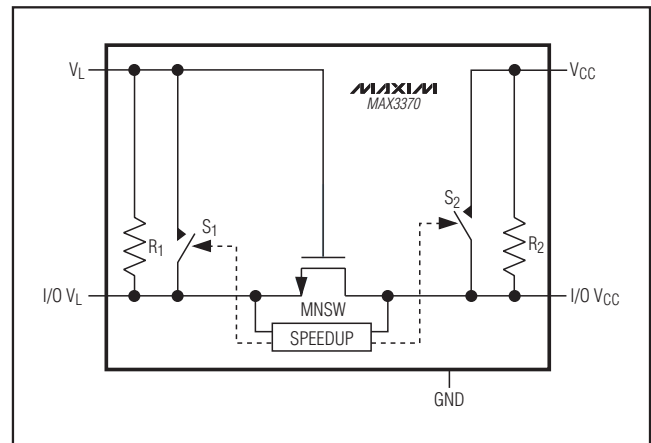 VL
VCC
MAXIM
MAX3370
S2
S1
R1
R2
I/O VL
I/O VCC
MNSW
SPEEDUP
GND